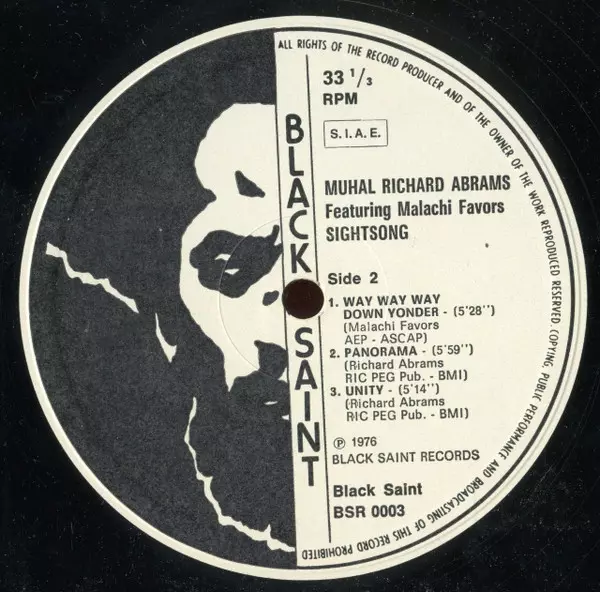 ALL RIGHTS OF THE RECORD PRODUCER AND OF THE OWNER OF THE WORK REPRODUCED RESERVED. COPYING, PUBLIC PERFORMANCE AND BROADCASTING OF THIS RECORD PROHIBITED
BLACK SAINT
33 1/3
RPM
S.I.A.E.
MUHAL RICHARD ABRAMS
Featuring Malachi Favors
SIGHTSONG
Side 2
1. WAY WAY WAY
DOWN YONDER - (5'28'')
(Malachi Favors
AEP - ASCAP)
2. PANORAMA - (5'59'')
(Richard Abrams
RIC PEG Pub. - BMI)
3. UNITY - (5'14'')
(Richard Abrams
RIC PEG Pub. - BMI)
Ⓟ 1976
BLACK SAINT RECORDS
Black Saint
BSR 0003